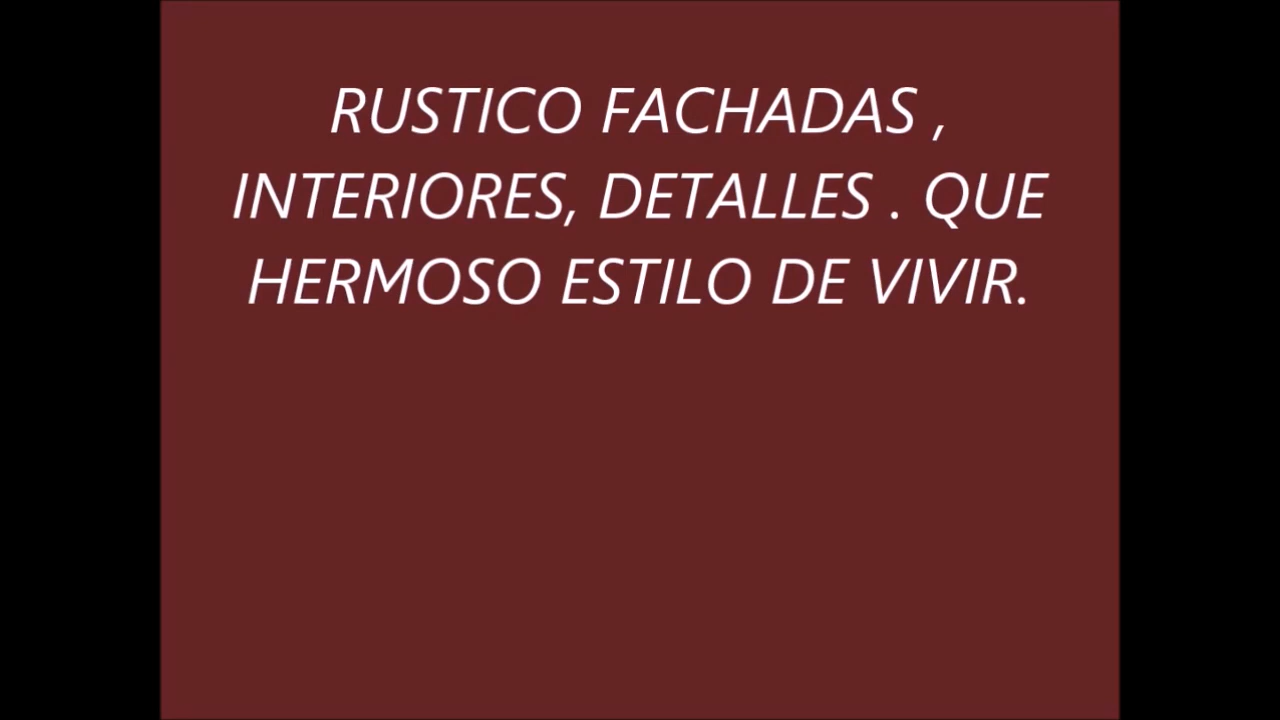 RUSTICO FACHADAS ,
INTERIORES, DETALLES . QUE
HERMOSO ESTILO DE VIVIR.